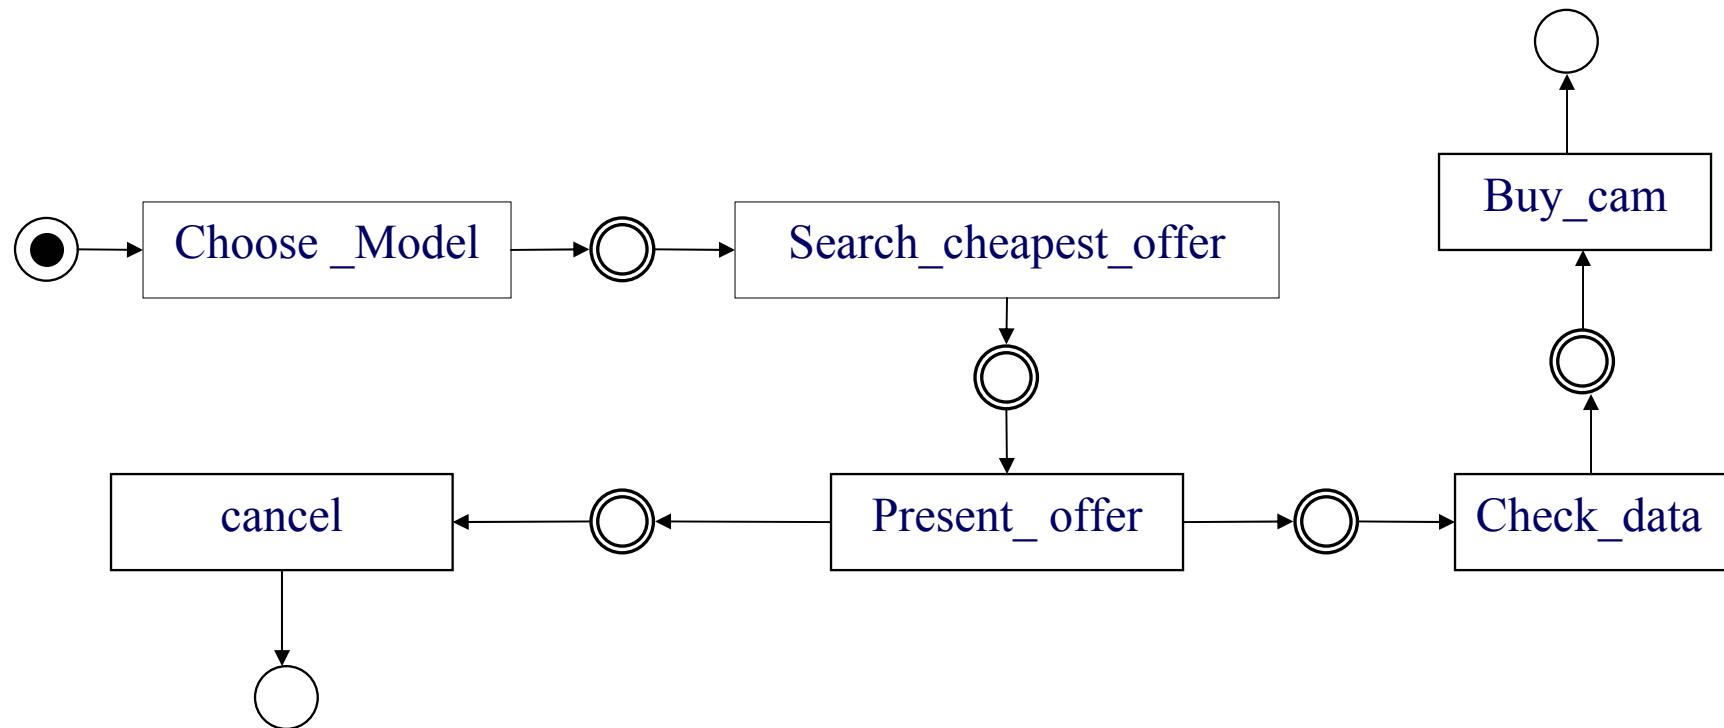 Buy_cam
Choose _Model
Search_cheapest_offer
cancel
Present_ offer
Check_data